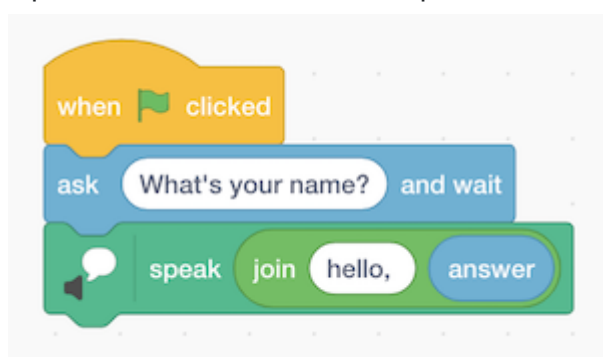 when clicked
ask What's your name? and wait
speak join hello, answer